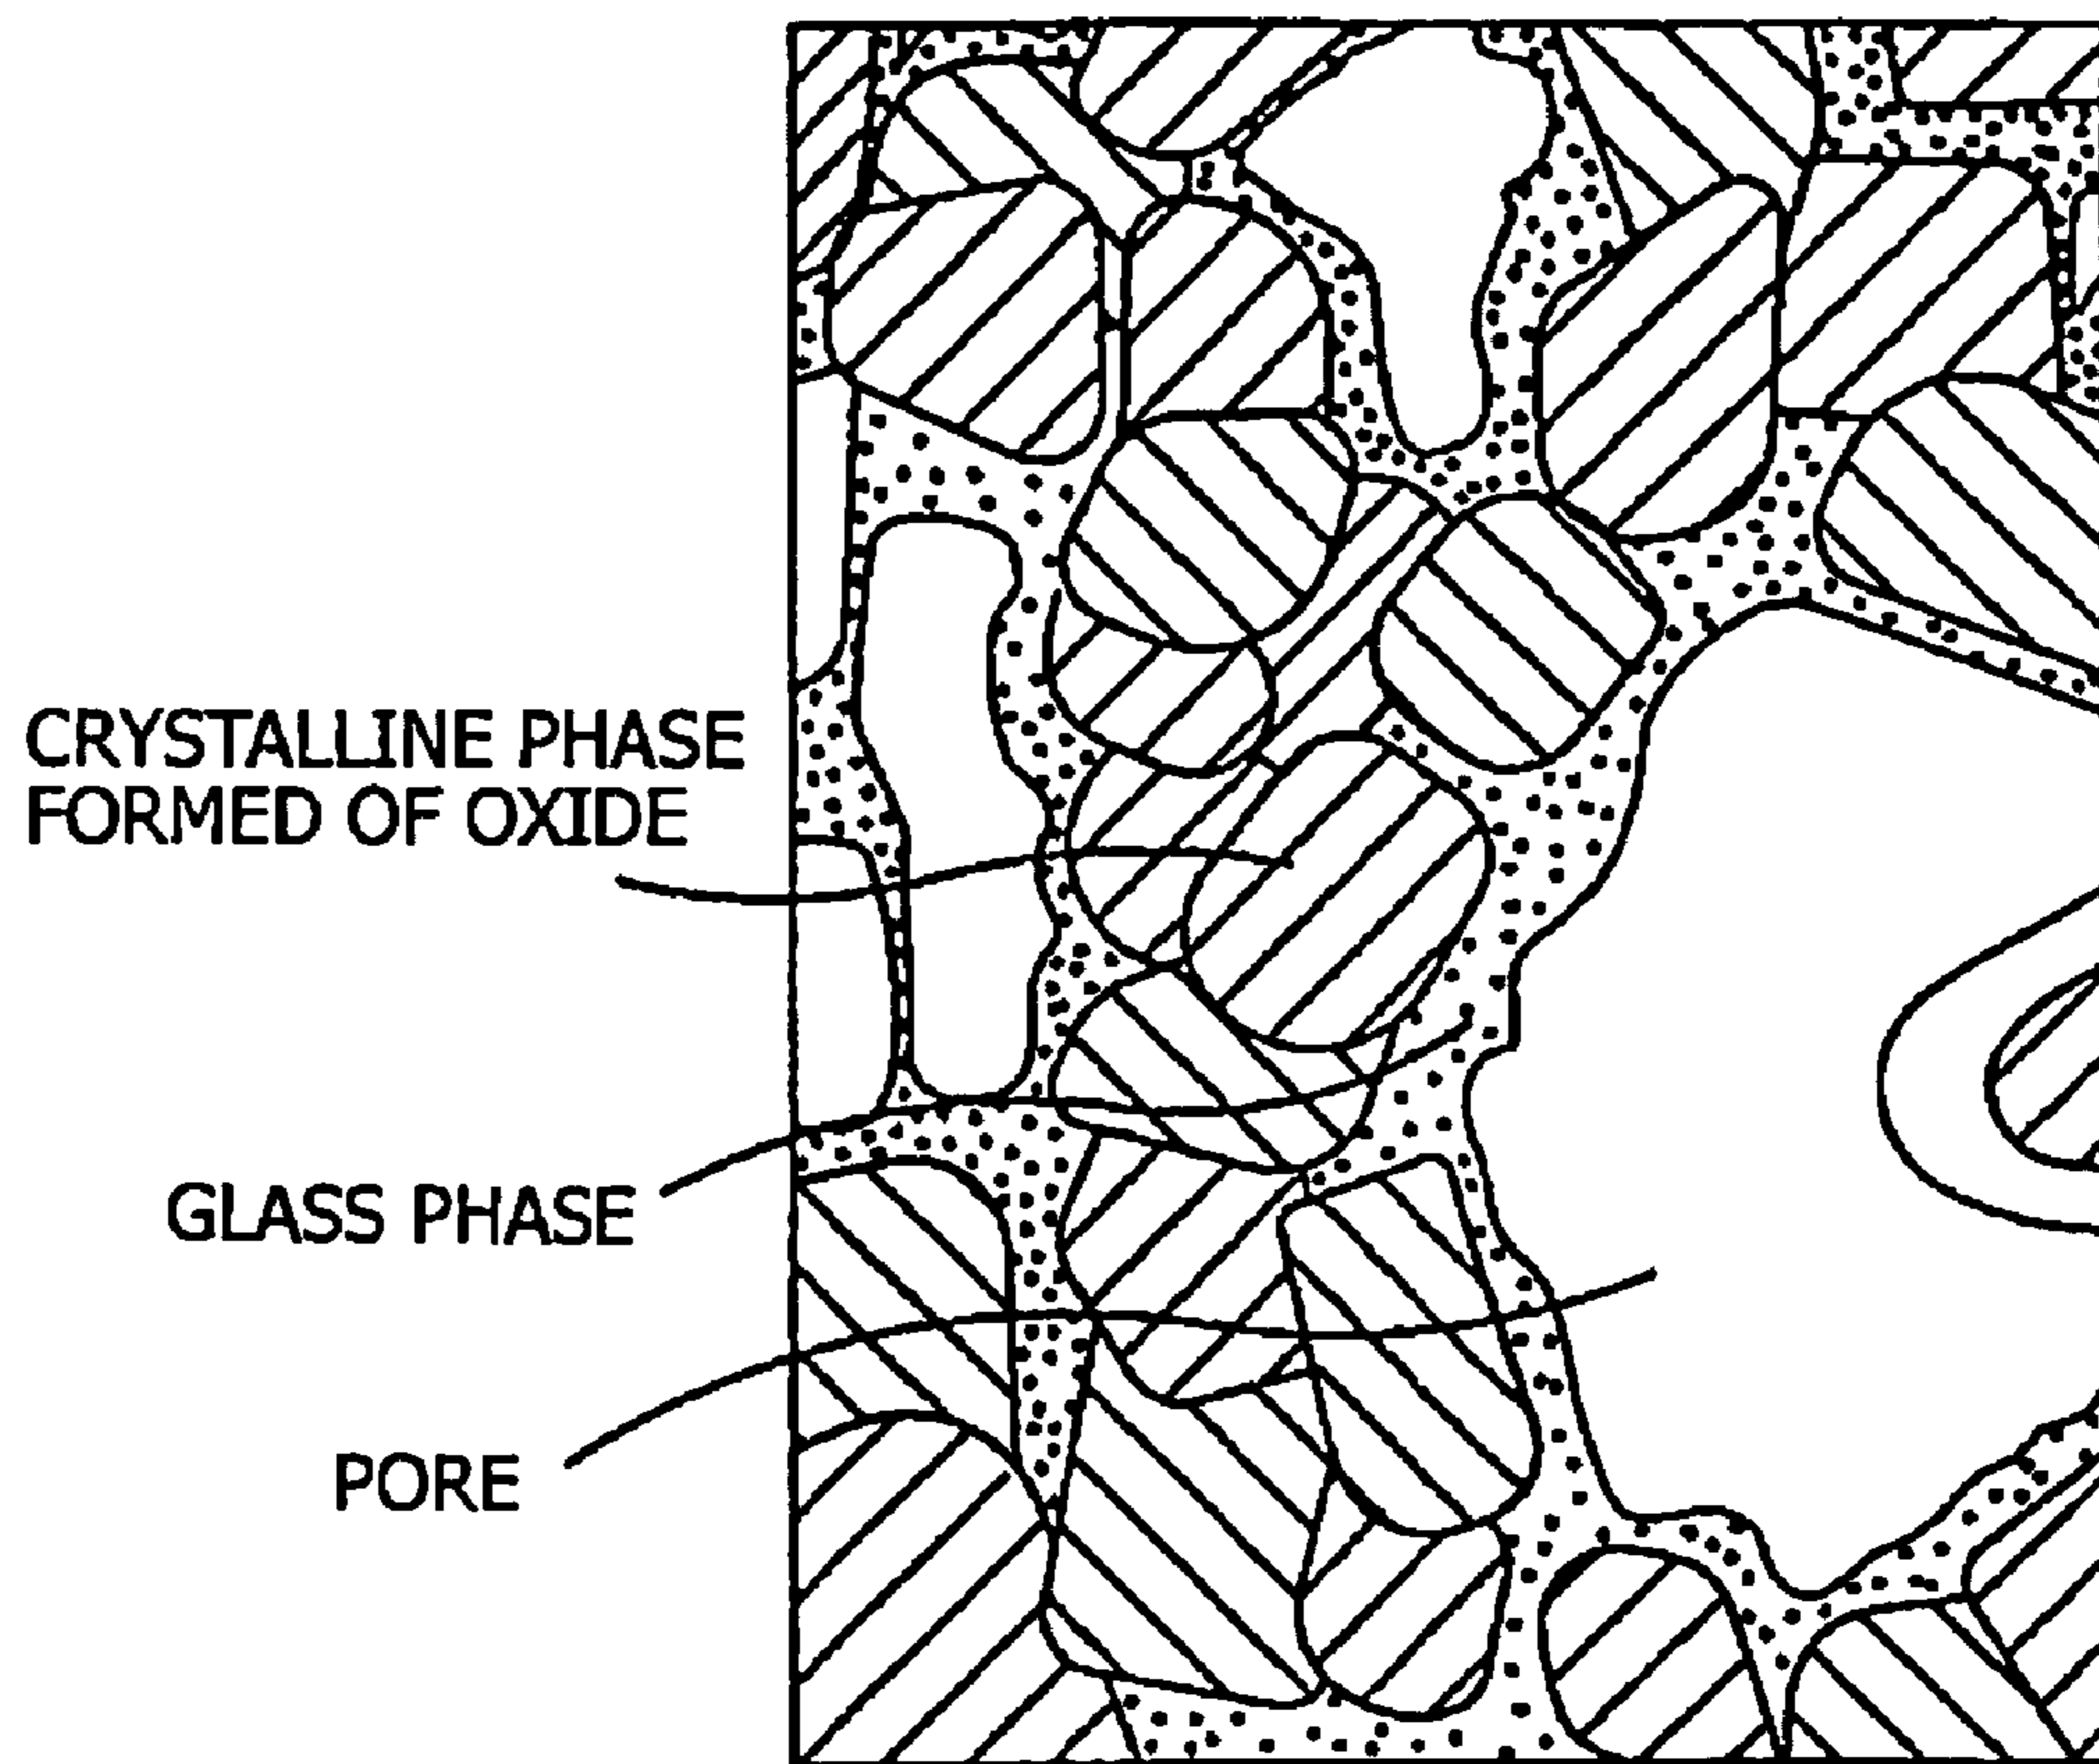 CRYSTALLINE PHASE
FORMED OF OXIDE
GLASS PHASE
PORE